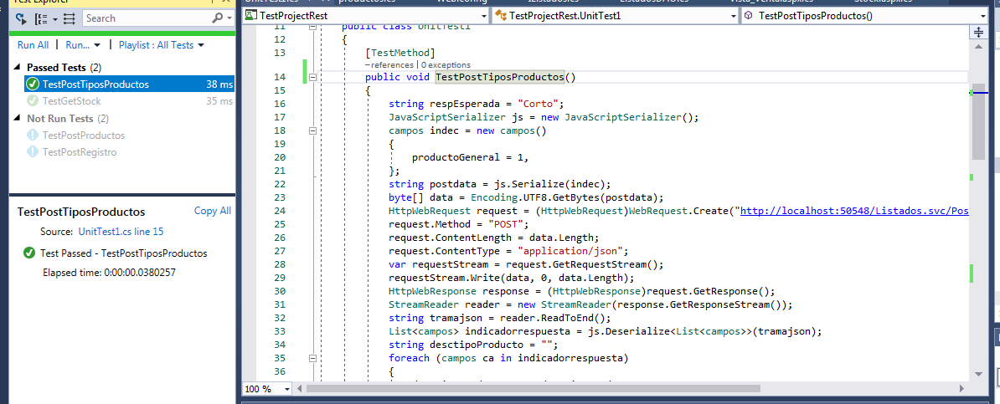 Test Explorer
Search
Run All | Run... | Playlist : All Tests
Passed Tests (2)
TestPostTiposProductos 38 ms
TestGetStock 35 ms
Not Run Tests (2)
TestPostProductos
TestPostRegistro
TestPostTiposProductos Copy All
Source: UnitTest1.cs line 15
Test Passed - TestPostTiposProductos
Elapsed time: 0:00:00.0380257
TestProjectRest TestProjectRest.UnitTest1 TestPostTiposProductos()
11 public class UnitTest1
12 {
13 [TestMethod]
– references | 0 exceptions
14 public void TestPostTiposProductos()
15 {
16 string respEsperada = "Corto";
17 JavaScriptSerializer js = new JavaScriptSerializer();
18 campos indec = new campos()
19 {
20 productoGeneral = 1,
21 };
22 string postdata = js.Serialize(indec);
23 byte[] data = Encoding.UTF8.GetBytes(postdata);
24 HttpWebRequest request = (HttpWebRequest)WebRequest.Create("http://localhost:50548/Listados.svc/Pos
25 request.Method = "POST";
26 request.ContentLength = data.Length;
27 request.ContentType = "application/json";
28 var requestStream = request.GetRequestStream();
29 requestStream.Write(data, 0, data.Length);
30 HttpWebResponse response = (HttpWebResponse)request.GetResponse();
31 StreamReader reader = new StreamReader(response.GetResponseStream());
32 string tramajson = reader.ReadToEnd();
33 List<campos> indicadorrespuesta = js.Deserialize<List<campos>>(tramajson);
34 string desctipoProducto = "";
35 foreach (campos ca in indicadorrespuesta)
36 {
100 %